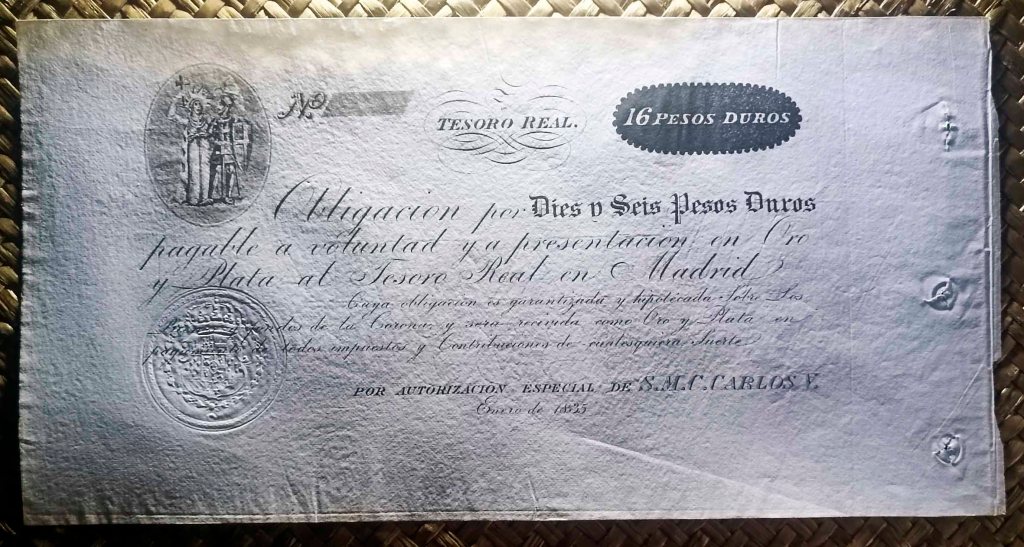 No
TESORO REAL.
16 PESOS DUROS
Obligacion por Dies y Seis Pesos Duros
pagable a voluntad y a presentacion en Oro
y Plata al Tesoro Real en Madrid
Cuya obligacion es garantizada y hipotecada Sobre Los
de la Corona, y sera recivida como Oro y Plata en
de todos impuestos y Contribuciones de cualesquiera Suerte
POR AUTORIZACION ESPECIAL DE S.M.C. CARLOS V.
Enero de 1835